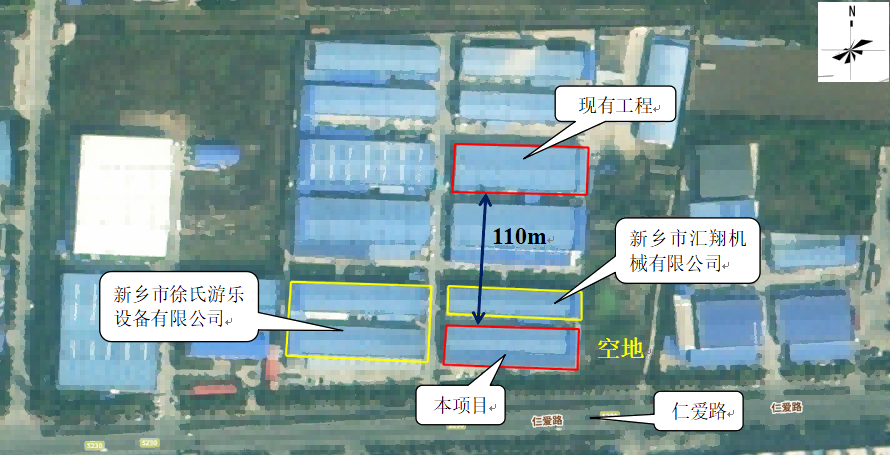 N
现有工程
110m
新乡市汇翔机
械有限公司
新乡市徐氏游乐
设备有限公司
空地
本项目
仁爱路
仁爱路
仁爱路
S230
S230